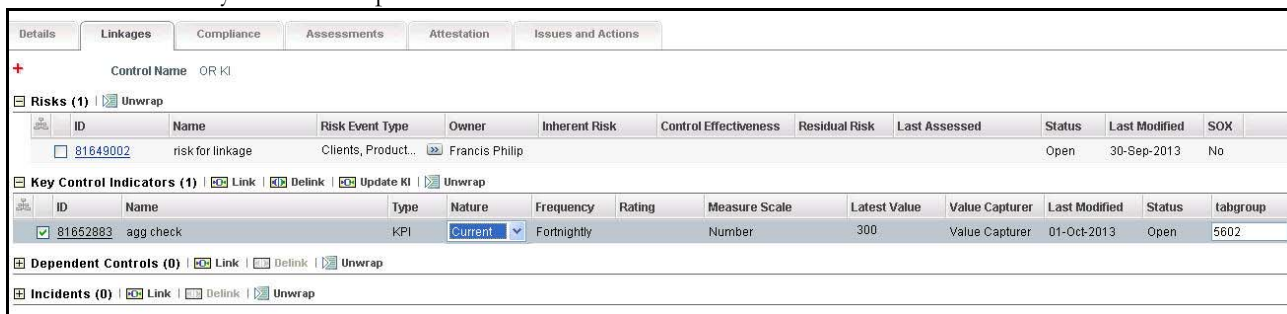 Details Linkages Compliance Assessments Attestation Issues and Actions
+ Control Name OR KI
Risks (1) | Unwrap
ID Name Risk Event Type Owner Inherent Risk Control Effectiveness Residual Risk Last Assessed Status Last Modified SOX
81649002 risk for linkage Clients, Product... >> Francis Philip Open 30-Sep-2013 No
Key Control Indicators (1) | Link | Delink | Update KI | Unwrap
ID Name Type Nature Frequency Rating Measure Scale Latest Value Value Capturer Last Modified Status tabgroup
81652883 agg check KPI Current Fortnightly Number 300 Value Capturer 01-Oct-2013 Open 5602
Dependent Controls (0) | Link | Delink | Unwrap
Incidents (0) | Link | Delink | Unwrap